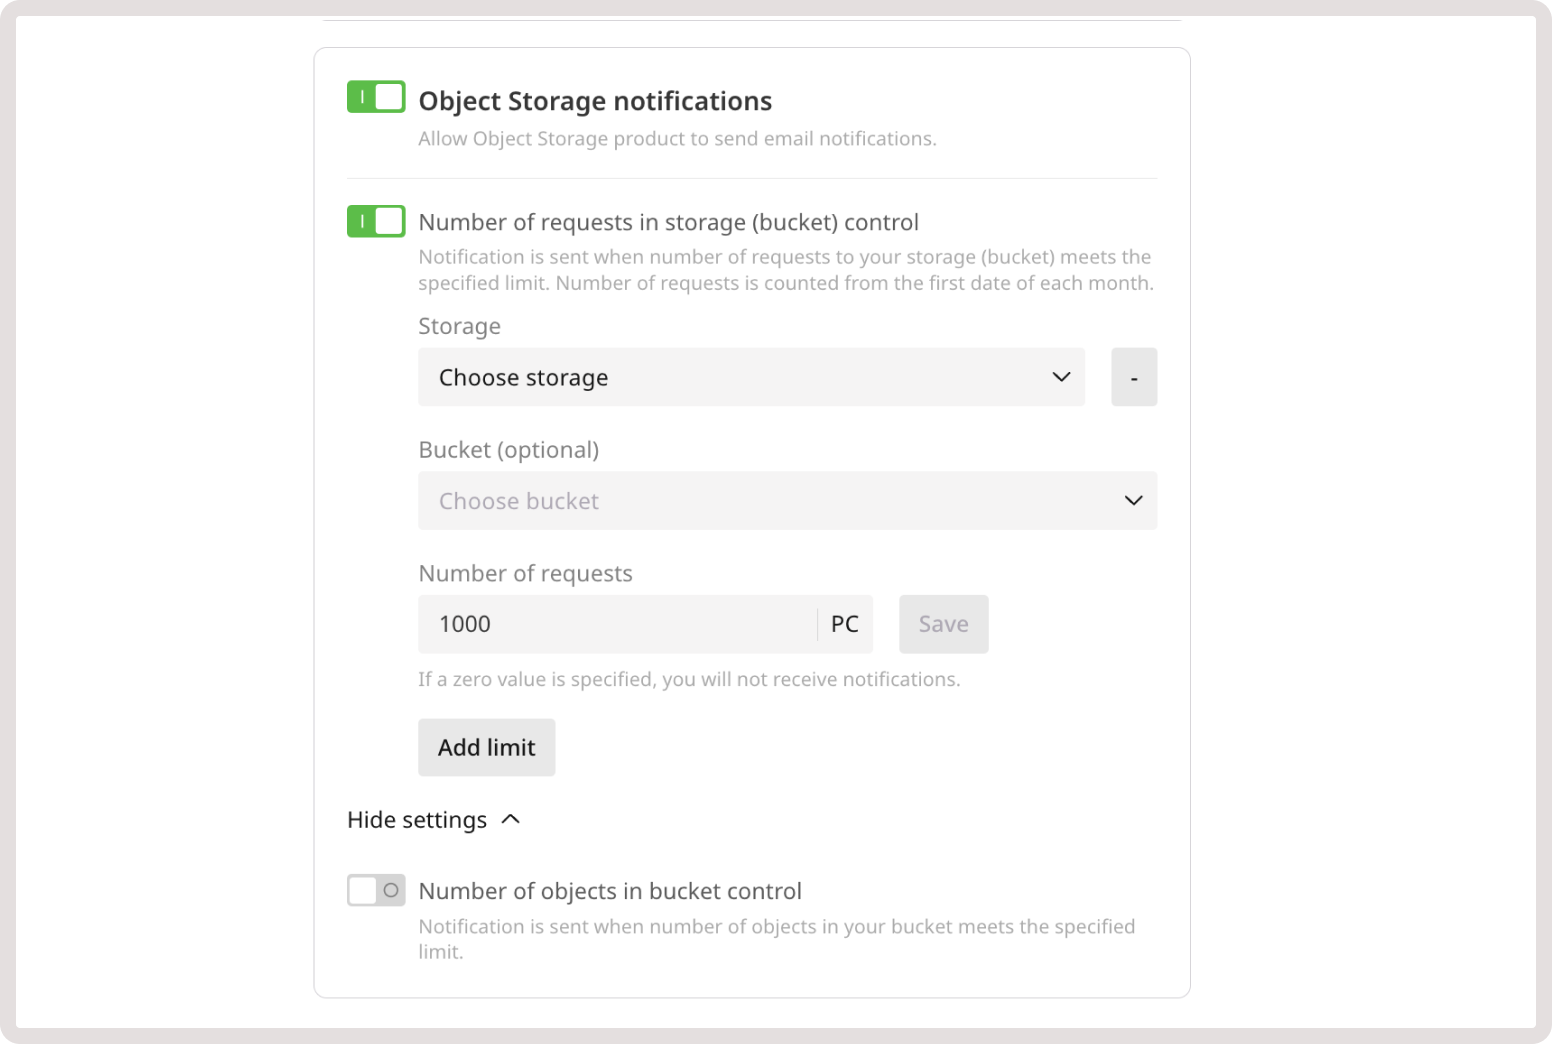 Object Storage notifications
Allow Object Storage product to send email notifications.
Number of requests in storage (bucket) control
Notification is sent when number of requests to your storage (bucket) meets the
specified limit. Number of requests is counted from the first date of each month.
Storage
Choose storage
-
Bucket (optional)
Choose bucket
Number of requests
1000 PC Save
If a zero value is specified, you will not receive notifications.
Add limit
Hide settings
Number of objects in bucket control
Notification is sent when number of objects in your bucket meets the specified
limit.